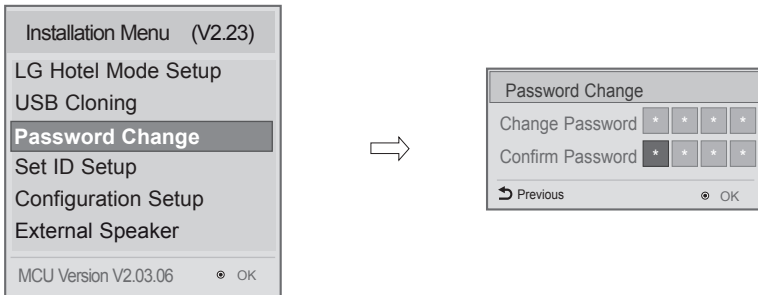 Installation Menu (V2.23)
LG Hotel Mode Setup
USB Cloning
Password Change
Set ID Setup
Configuration Setup
External Speaker
MCU Version V2.03.06 OK
Password Change
Change Password * * * *
Confirm Password * * * *
Previous OK